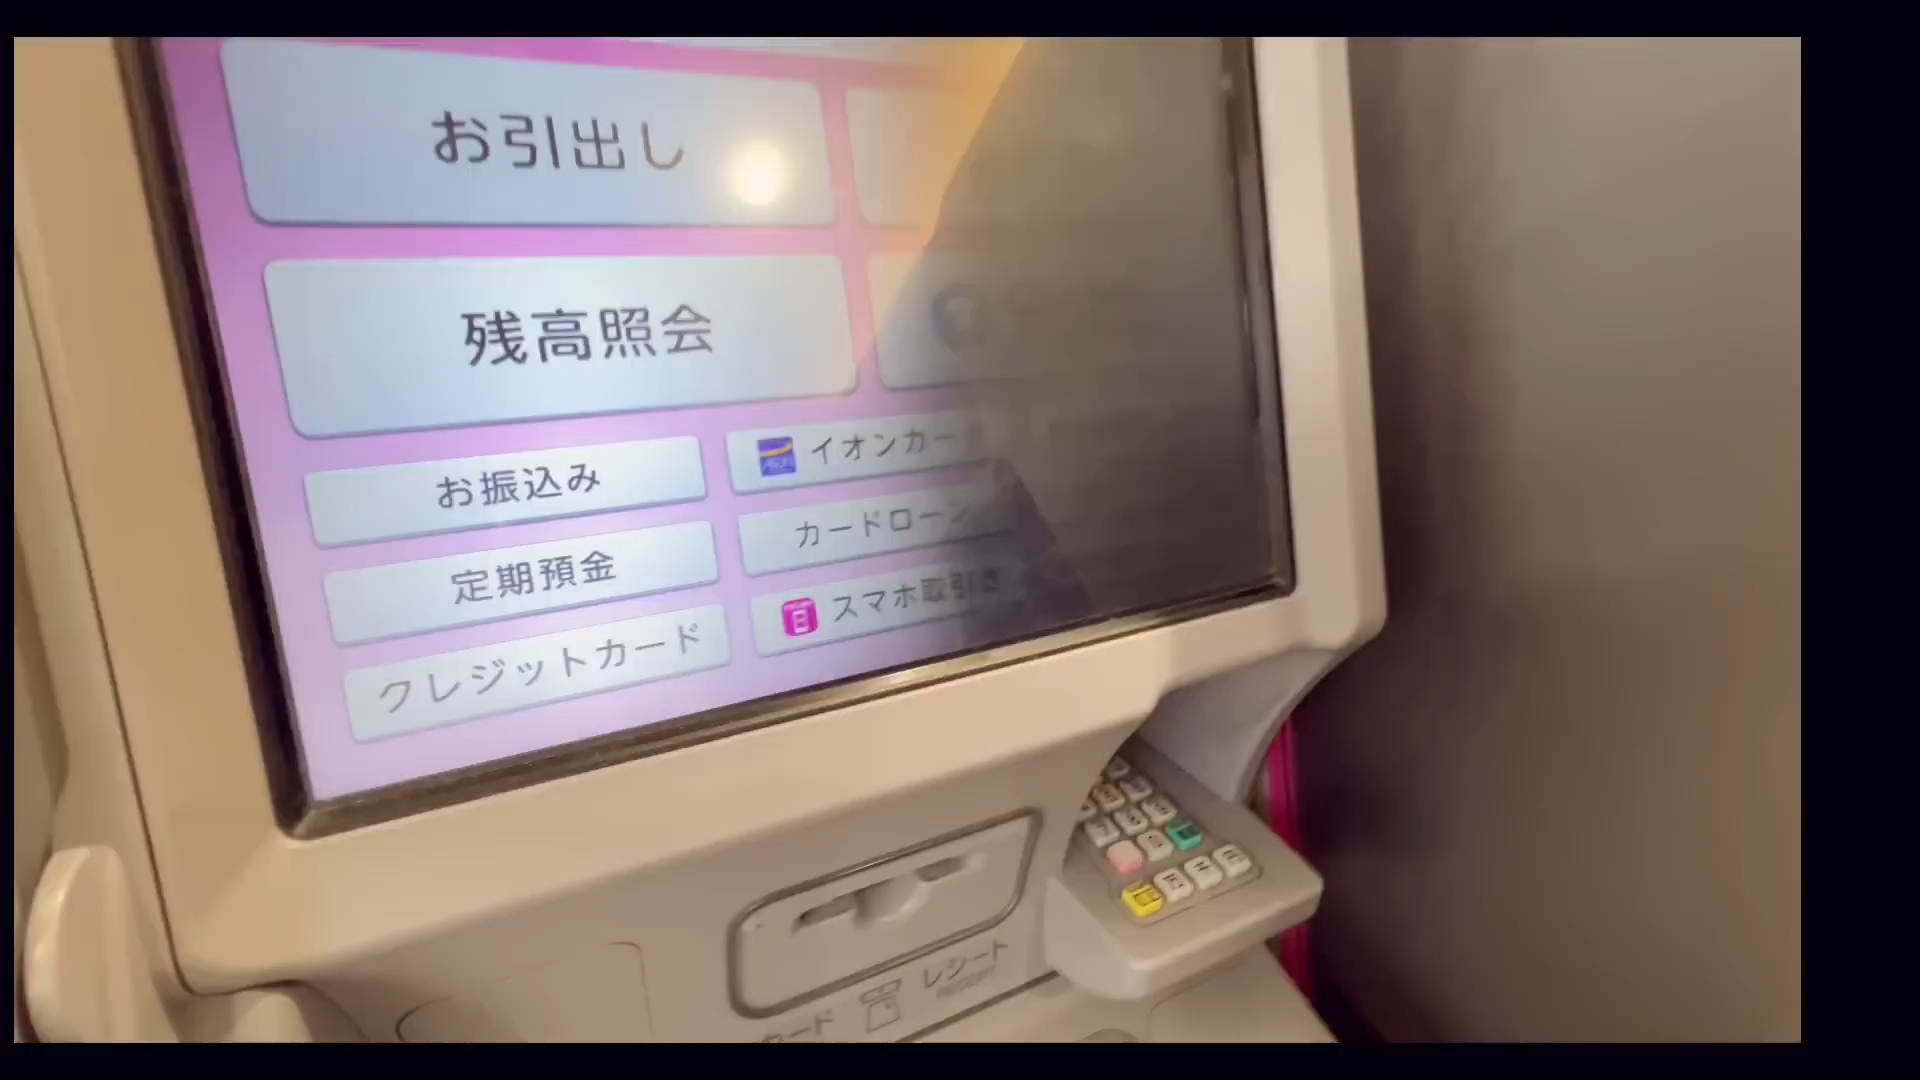 お引出し
残高照会
お振込み
イオンカー
定期預金
カードローン
クレジットカード
スマホ取引き
カード
レシート